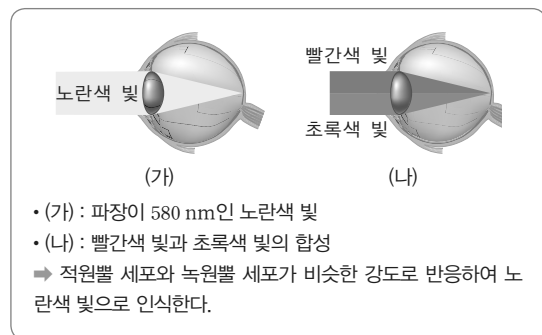 빨간색 빛
노란색 빛
초록색 빛
(가)
(나)
• (가) : 파장이 580 nm인 노란색 빛
• (나) : 빨간색 빛과 초록색 빛의 합성
➡ 적원뿔 세포와 녹원뿔 세포가 비슷한 강도로 반응하여 노
란색 빛으로 인식한다.